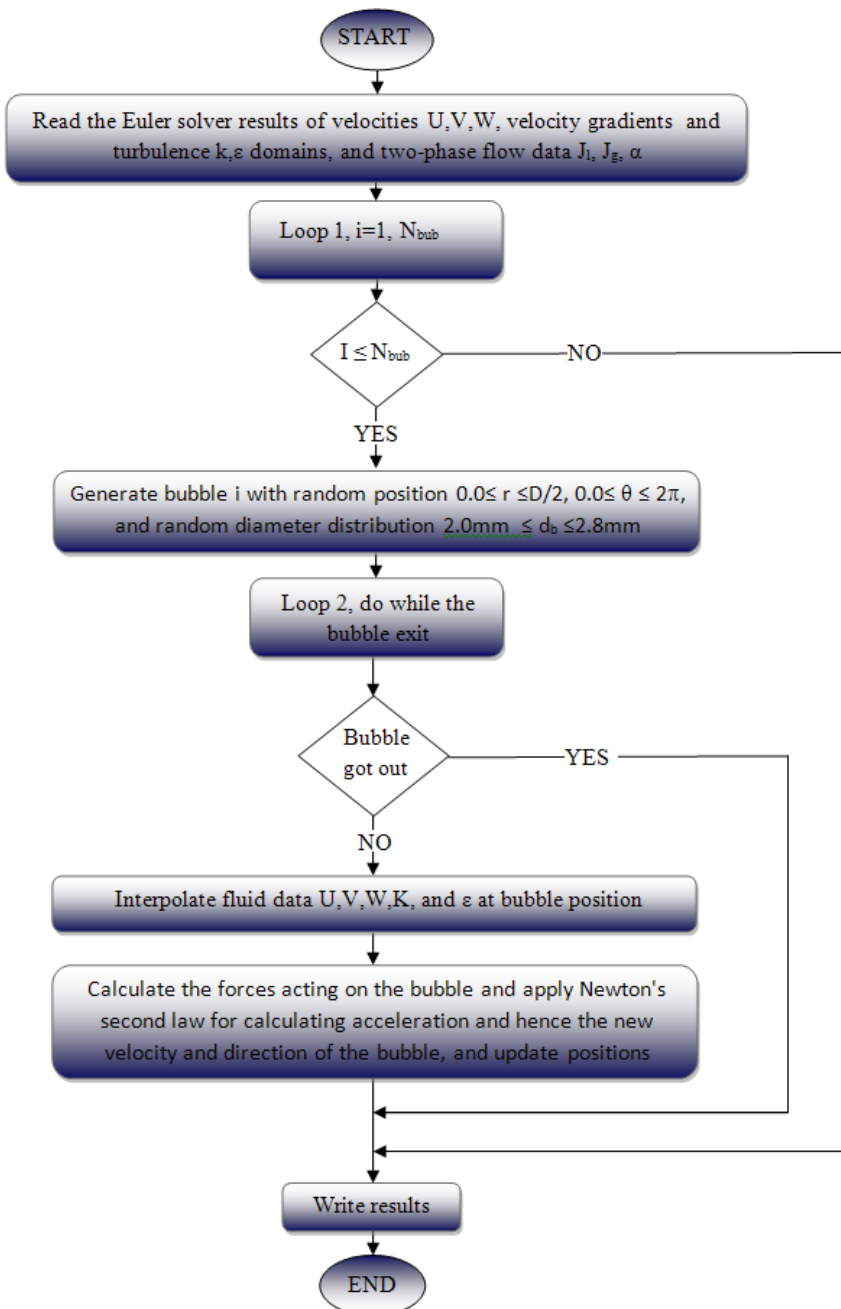 START
Read the Euler solver results of velocities U,V,W, velocity gradients and
turbulence k,ε domains, and two-phase flow data Jₗ, J_g, α
Loop 1, i=1, N_bub
I ≤ N_bub
NO
YES
Generate bubble i with random position 0.0≤ r ≤D/2, 0.0≤ θ ≤ 2π,
and random diameter distribution 2.0mm ≤ d_b ≤2.8mm
Loop 2, do while the
bubble exit
Bubble
got out
YES
NO
Interpolate fluid data U,V,W,K, and ε at bubble position
Calculate the forces acting on the bubble and apply Newton's
second law for calculating acceleration and hence the new
velocity and direction of the bubble, and update positions
Write results
END